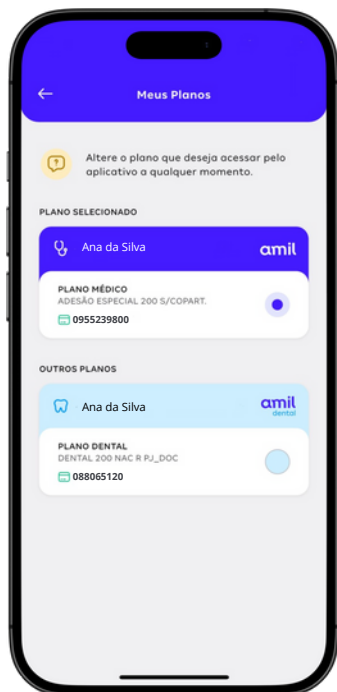 Meus Planos
Altere o plano que deseja acessar pelo
aplicativo a qualquer momento.
PLANO SELECIONADO
Ana da Silva amil
PLANO MÉDICO
ADESÃO ESPECIAL 200 S/COPART.
0955239800
OUTROS PLANOS
Ana da Silva amil dental
PLANO DENTAL
DENTAL 200 NAC R PJ_DOC
088065120